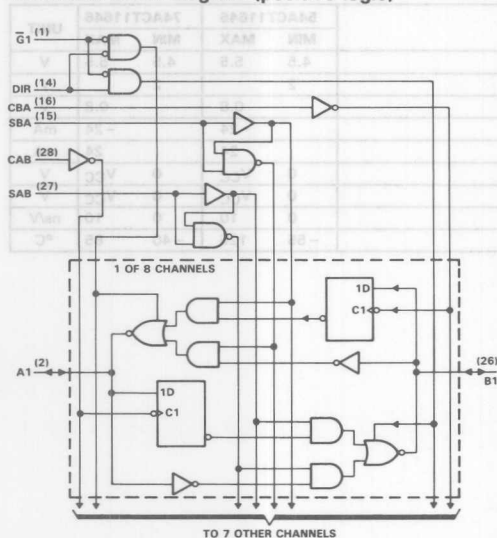 G1 (1)
DIR (14)
CBA (16)
SBA (15)
CAB (28)
SAB (27)
1 OF 8 CHANNELS
1D
C1
A1 (2)
(26) B1
1D
C1
TO 7 OTHER CHANNELS